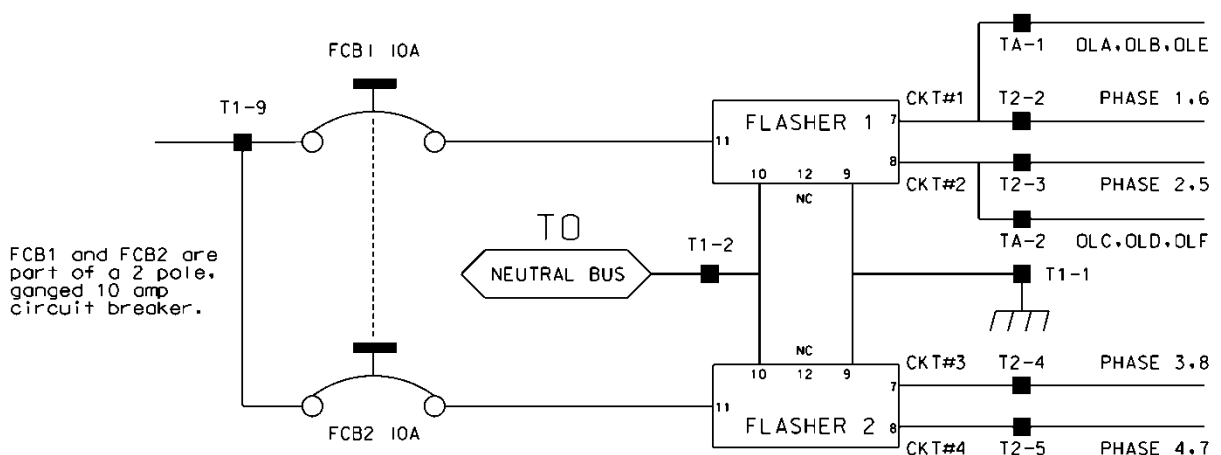 FCB1 10A
T1-9
TA-1 OLA.OLB.OLE
CKT#1 T2-2 PHASE 1.6
FLASHER 1
7
11
8
10 12 9
NC
CKT#2 T2-3 PHASE 2.5
TA-2 OLC.OLD.OLF
TO
NEUTRAL BUS
T1-2
T1-1
FCB1 and FCB2 are
part of a 2 pole.
ganged 10 amp
circuit breaker.
NC
10 12 9
CKT#3 T2-4 PHASE 3.8
7
11
FLASHER 2
8
FCB2 10A
CKT#4 T2-5 PHASE 4.7